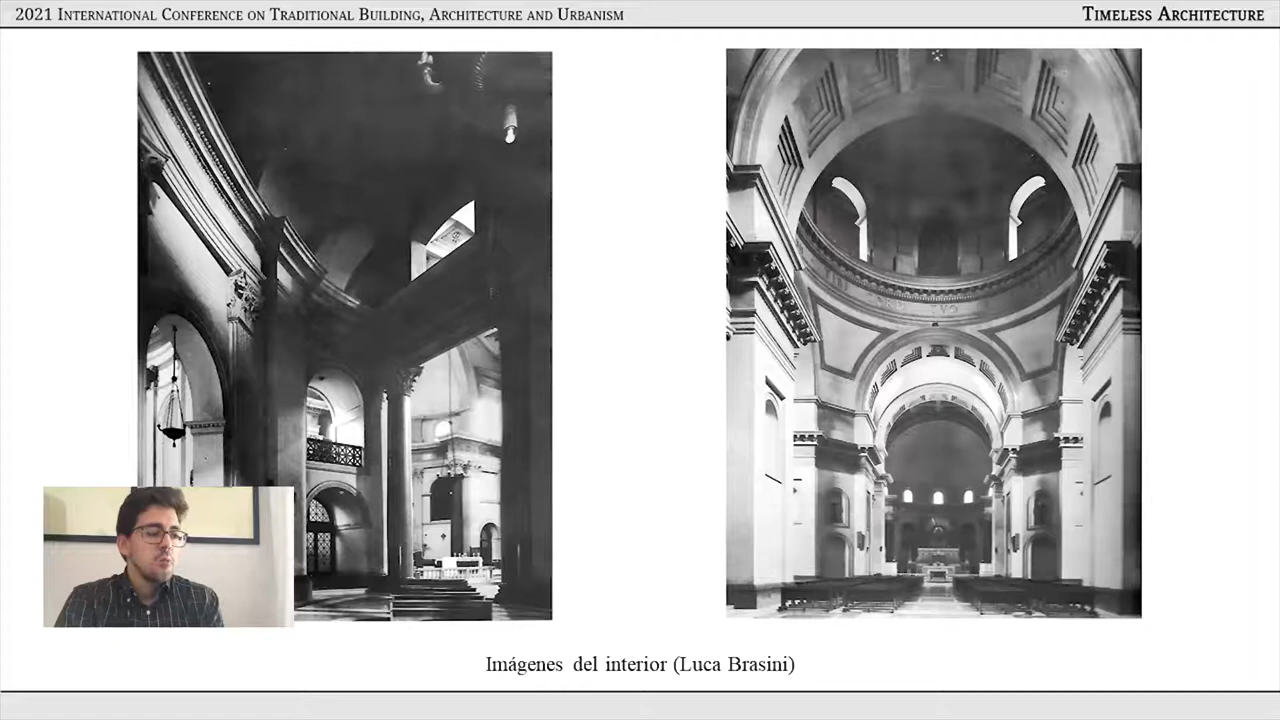 2021 International Conference on Traditional Building, Architecture and Urbanism
Timeless Architecture
Imágenes del interior (Luca Brasini)